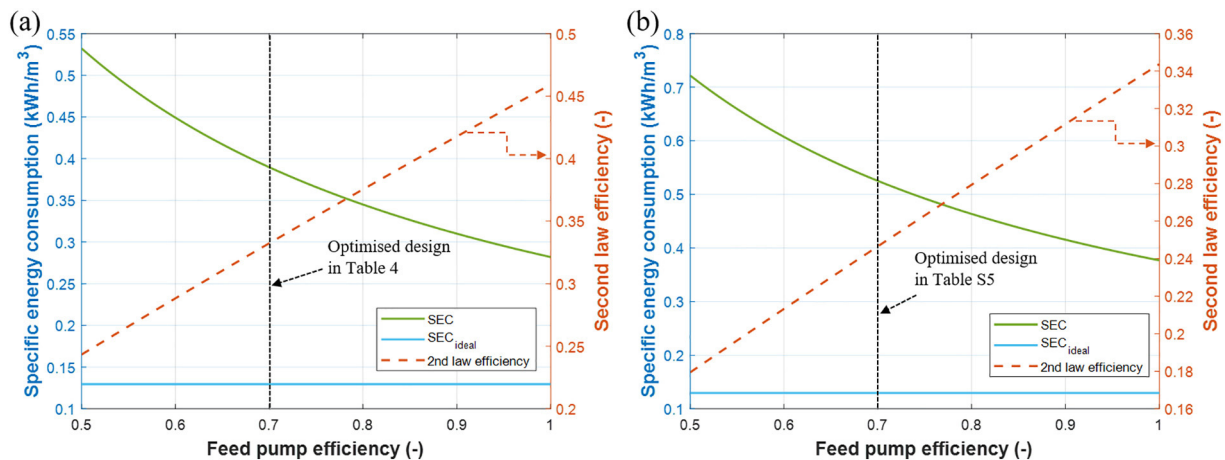 (a)
Specific energy consumption (kWh/m³)
0.55
0.5
0.45
0.4
0.35
0.3
0.25
0.2
0.15
0.1
Optimised design
in Table 4
SEC
SEC ideal
2nd law efficiency
0.5
0.45
0.4
0.35
0.3
0.25
0.2
Second law efficiency (-)
0.5 0.6 0.7 0.8 0.9 1
Feed pump efficiency (-)
(b)
Specific energy consumption (kWh/m³)
0.8
0.7
0.6
0.5
0.4
0.3
0.2
0.1
Optimised design
in Table S5
SEC
SEC ideal
2nd law efficiency
0.36
0.34
0.32
0.3
0.28
0.26
0.24
0.22
0.2
0.18
0.16
Second law efficiency (-)
0.5 0.6 0.7 0.8 0.9 1
Feed pump efficiency (-)